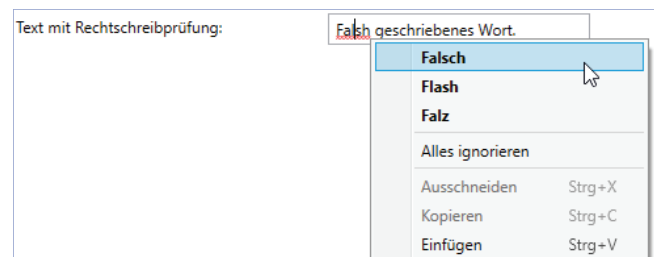 Text mit Rechtschreibprüfung:
Falsh geschriebenes Wort.
Falsch
Flash
Falz
Alles ignorieren
Ausschneiden Strg+X
Kopieren Strg+C
Einfügen Strg+V